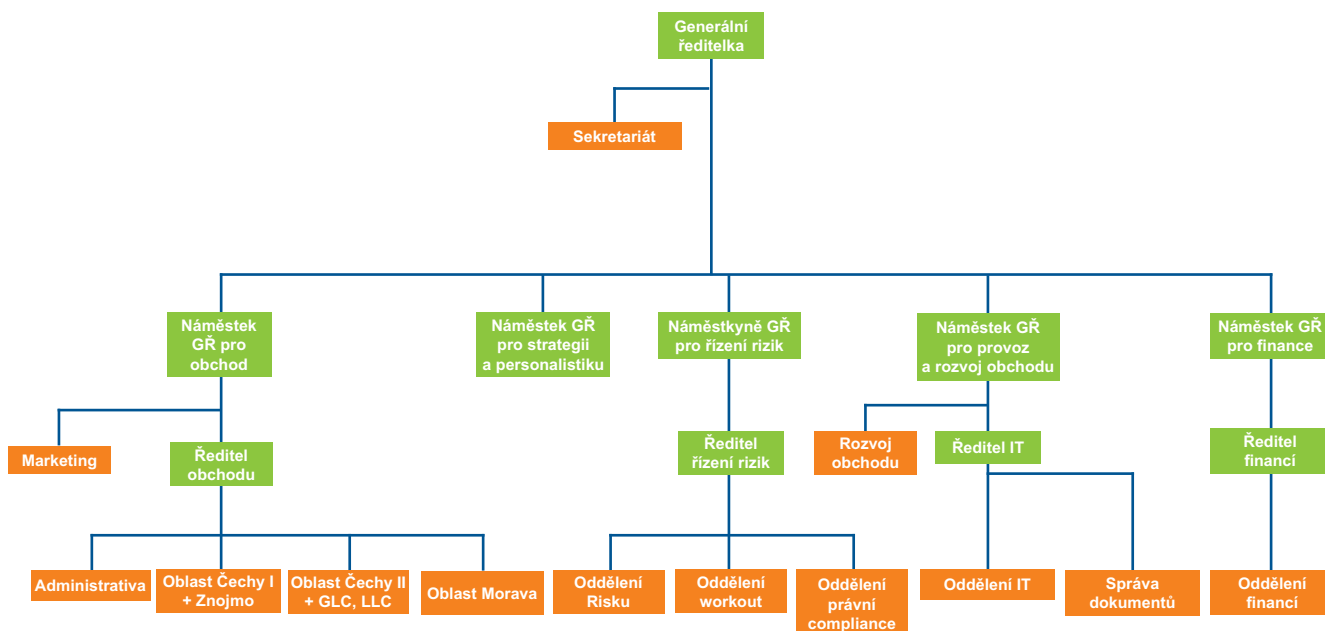 Generální
ředitelka
Sekretariát
Náměstek
GŘ pro
obchod
Náměstek GŘ
pro strategii
a personalistiku
Náměstkyně GŘ
pro řízení rizik
Náměstek GŘ
pro provoz
a rozvoj obchodu
Náměstek GŘ
pro finance
Marketing
Ředitel
obchodu
Ředitel
řízení rizik
Rozvoj
obchodu
Ředitel IT
Ředitel
financí
Administrativa
Oblast Čechy I
+ Znojmo
Oblast Čechy II
+ GLC, LLC
Oblast Morava
Oddělení
Risku
Oddělení
workout
Oddělení
právní
compliance
Oddělení IT
Správa
dokumentů
Oddělení
financí